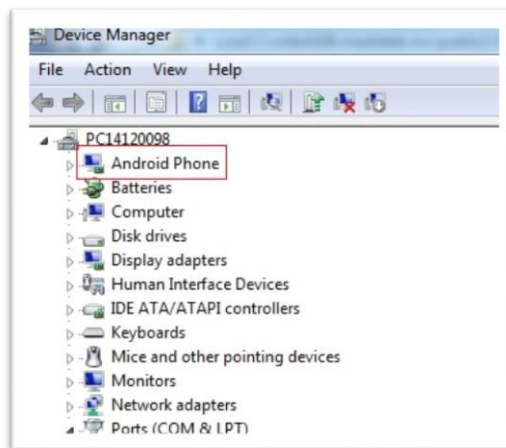 Device Manager
File Action View Help
PC14120098
Android Phone
Batteries
Computer
Disk drives
Display adapters
Human Interface Devices
IDE ATA/ATAPI controllers
Keyboards
Mice and other pointing devices
Monitors
Network adapters
Ports (COM & LPT)